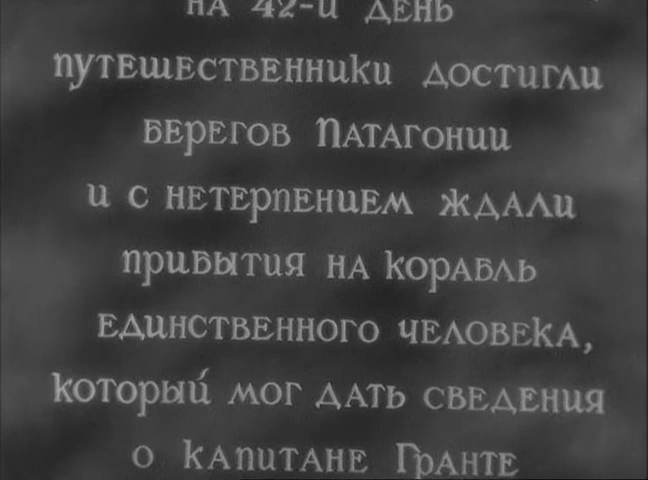 на 42-й день
путешественники достигли
берегов Патагонии
и с нетерпением ждали
прибытия на корабль
единственного человека,
который мог дать сведения
о капитане Гранте